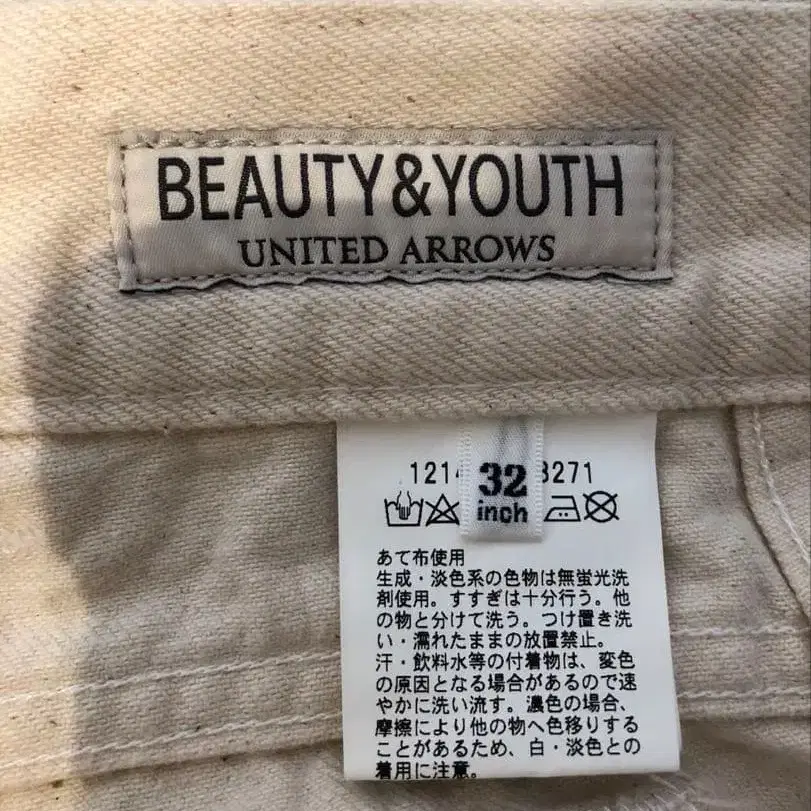 BEAUTY&YOUTH
UNITED ARROWS
121
32
3271
inch
あて布使用
生成・淡色系の色物は無蛍光洗
剤使用。すすぎは十分行う。他
の物と分けて洗う。つけ置き洗
い・濡れたままの放置禁止。
汗・飲料水等の付着物は、変色
の原因となる場合があるので速
やかに洗い流す。濃色の場合、
摩擦により他の物へ色移りする
ことがあるため、白・淡色との
着用に注意。